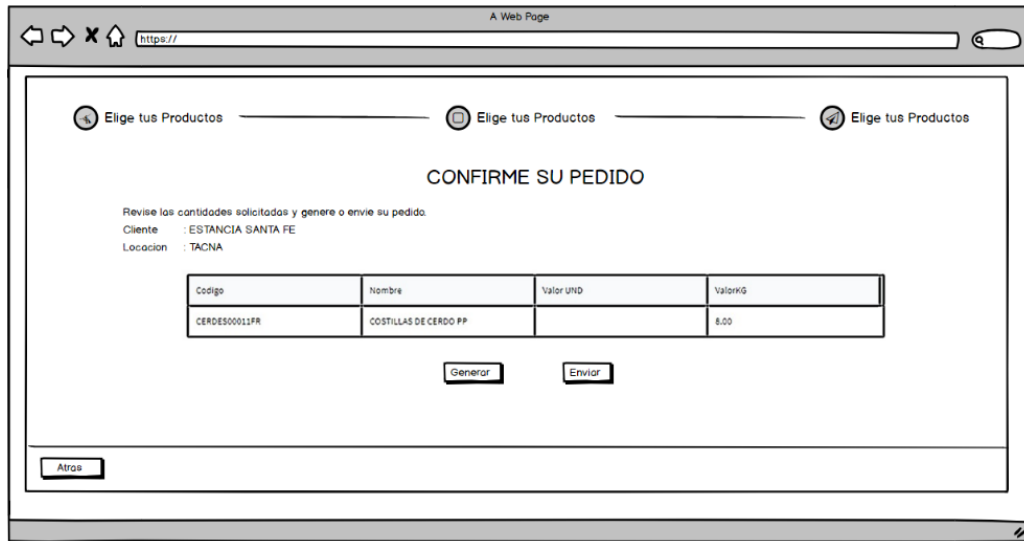 A Web Page
https://
Elige tus Productos Elige tus Productos Elige tus Productos
CONFIRME SU PEDIDO
Revise las cantidades solicitadas y genere o envie su pedido.
Cliente : ESTANCIA SANTA FE
Locacion : TACNA
Codigo Nombre Valor UND ValorKG
CERDES00011FR COSTILLAS DE CERDO PP 8.00
Generar Enviar
Atras